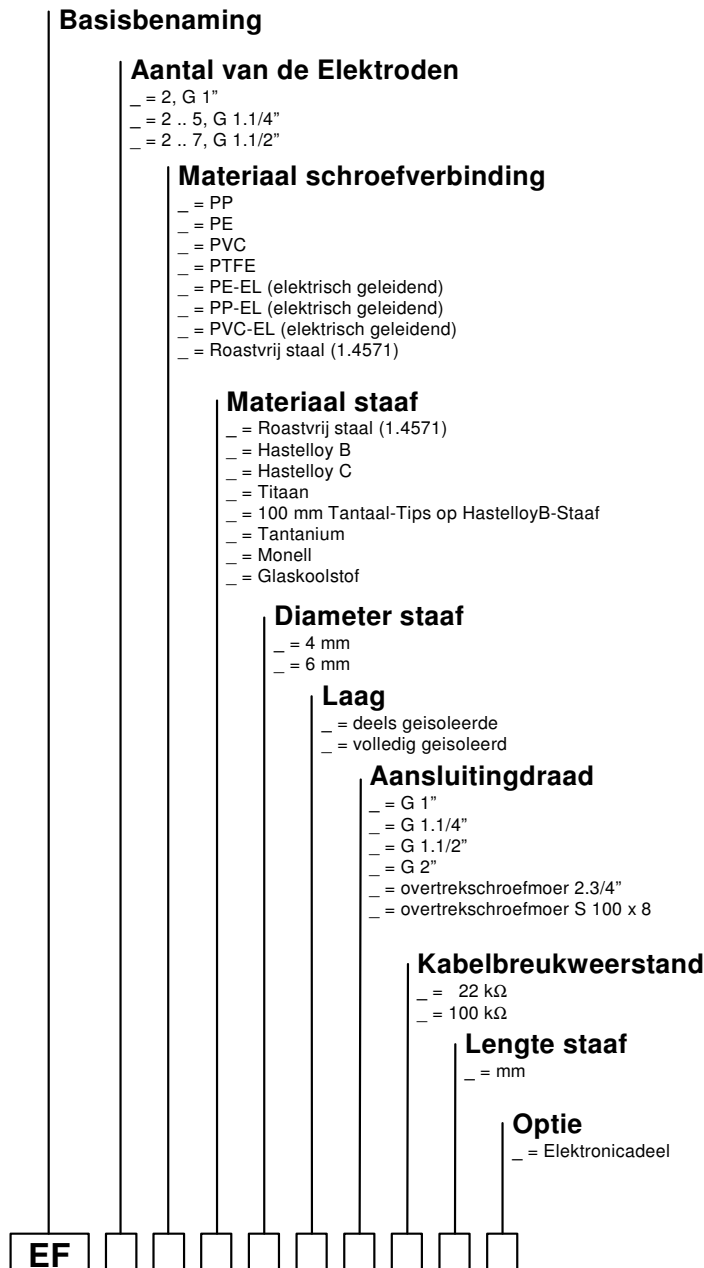 Basisbenaming
Aantal van de Elektroden
_ = 2, G 1”
_ = 2 .. 5, G 1.1/4”
_ = 2 .. 7, G 1.1/2”
Materiaal schroefverbinding
_ = PP
_ = PE
_ = PVC
_ = PTFE
_ = PE-EL (elektrisch geleidend)
_ = PP-EL (elektrisch geleidend)
_ = PVC-EL (elektrisch geleidend)
_ = Roastvrij staal (1.4571)
Materiaal staaf
_ = Roastvrij staal (1.4571)
_ = Hastelloy B
_ = Hastelloy C
_ = Titaan
_ = 100 mm Tantaal-Tips op HastelloyB-Staaf
_ = Tantanium
_ = Monell
_ = Glaskoolstof
Diameter staaf
_ = 4 mm
_ = 6 mm
Laag
_ = deels geisoleerde
_ = volledig geisoleerd
Aansluitingdraad
_ = G 1”
_ = G 1.1/4”
_ = G 1.1/2”
_ = G 2”
_ = overtrekschroefmoer 2.3/4”
_ = overtrekschroefmoer S 100 x 8
Kabelbreukweerstand
_ = 22 kΩ
_ = 100 kΩ
Lengte staaf
_ = mm
Optie
_ = Elektronicadeel
EF